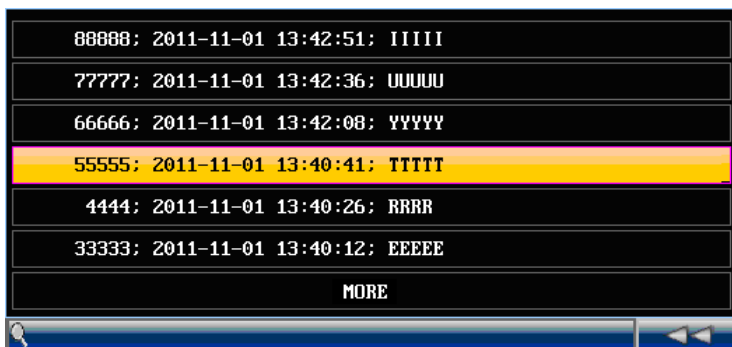 88888; 2011-11-01 13:42:51; IIIII
77777; 2011-11-01 13:42:36; UUUUU
66666; 2011-11-01 13:42:08; YYYYY
55555; 2011-11-01 13:40:41; TTTTT
4444; 2011-11-01 13:40:26; RRRR
33333; 2011-11-01 13:40:12; EEEEE
MORE